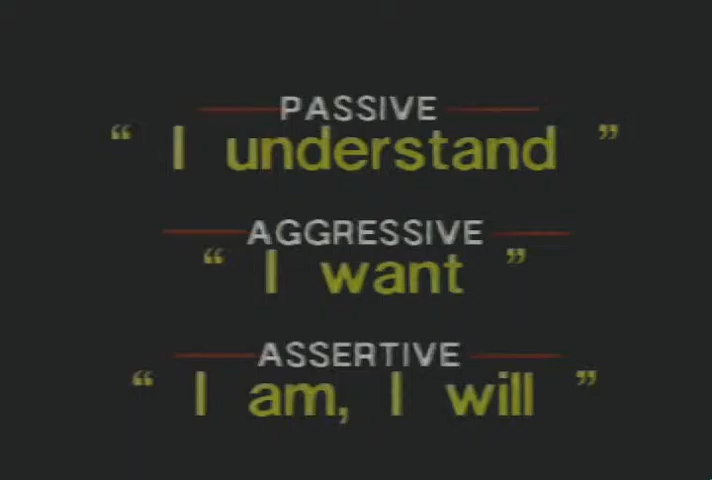 PASSIVE
“ I understand ”
AGGRESSIVE
“ I want ”
ASSERTIVE
“ I am, I will ”